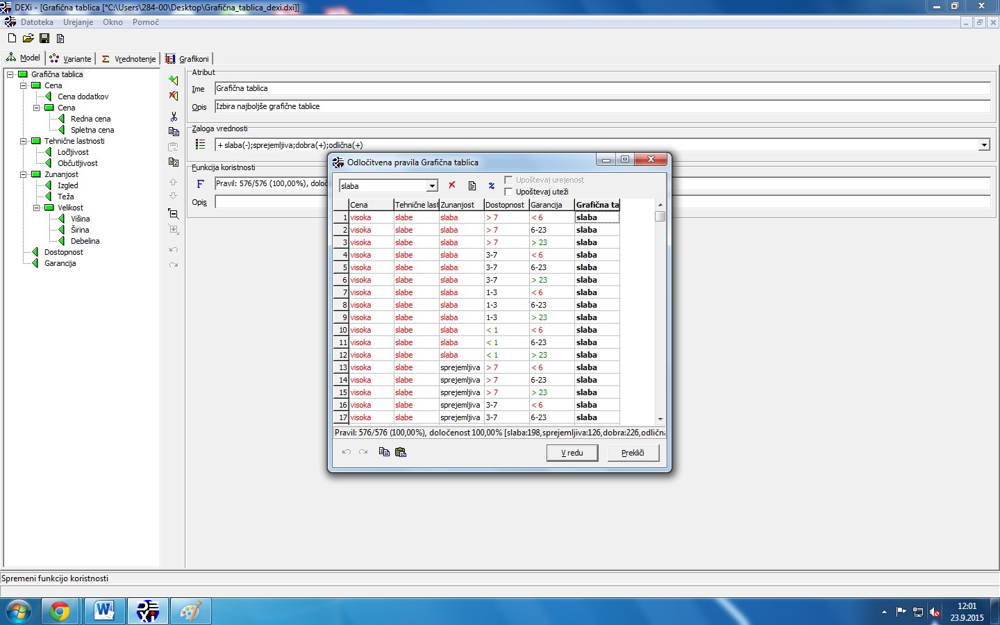 DEXi - [Grafična tablica [*C:\Users\284-00\Desktop\Grafična_tablica_dexi.dxi]]
Datoteka Urejanje Okno Pomoč
Model Variante Vrednotenje Grafikoni
Grafična tablica
Cena
Cena dodatkov
Cena
Redna cena
Spletna cena
Tehnične lastnosti
Ločljivost
Občutljivost
Zunanjost
Izgled
Teža
Velikost
Višina
Širina
Debelina
Dostopnost
Garancija
Atribut
Ime Grafična tablica
Opis Izbira najboljše grafične tablice
Zaloga vrednosti
+ slaba(-);sprejemljiva;dobra(+);odlična(+)
Funkcija koristnosti
Pravil: 576/576 (100,00%), določ
Opis
Odločitvena pravila Grafična tablica
slaba % Upoštevaj urejenost
Upoštevaj uteži
Cena Tehnične last Zunanjost Dostopnost Garancija Grafična ta
1 visoka slabe slaba > 7 < 6 slaba
2 visoka slabe slaba > 7 6-23 slaba
3 visoka slabe slaba > 7 > 23 slaba
4 visoka slabe slaba 3-7 < 6 slaba
5 visoka slabe slaba 3-7 6-23 slaba
6 visoka slabe slaba 3-7 > 23 slaba
7 visoka slabe slaba 1-3 < 6 slaba
8 visoka slabe slaba 1-3 6-23 slaba
9 visoka slabe slaba 1-3 > 23 slaba
10 visoka slabe slaba < 1 < 6 slaba
11 visoka slabe slaba < 1 6-23 slaba
12 visoka slabe slaba < 1 > 23 slaba
13 visoka slabe sprejemljiva > 7 < 6 slaba
14 visoka slabe sprejemljiva > 7 6-23 slaba
15 visoka slabe sprejemljiva > 7 > 23 slaba
16 visoka slabe sprejemljiva 3-7 < 6 slaba
17 visoka slabe sprejemljiva 3-7 6-23 slaba
Pravil: 576/576 (100,00%), določenost 100,00% [slaba:198,sprejemljiva:126,dobra:226,odlična
V redu Prekliči
Spremeni funkcijo koristnosti
12:01
23.9.2015